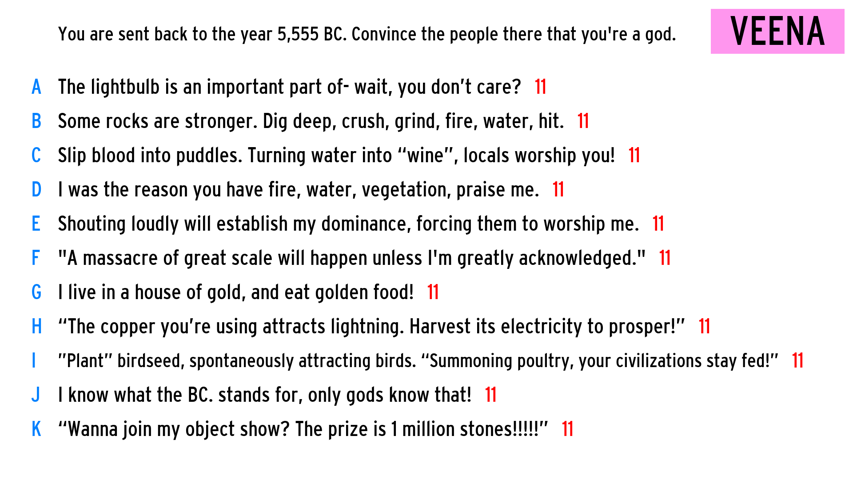 You are sent back to the year 5,555 BC. Convince the people there that you're a god.
VEENA
A The lightbulb is an important part of- wait, you don’t care? 11
B Some rocks are stronger. Dig deep, crush, grind, fire, water, hit. 11
C Slip blood into puddles. Turning water into “wine”, locals worship you! 11
D I was the reason you have fire, water, vegetation, praise me. 11
E Shouting loudly will establish my dominance, forcing them to worship me. 11
F "A massacre of great scale will happen unless I'm greatly acknowledged." 11
G I live in a house of gold, and eat golden food! 11
H “The copper you’re using attracts lightning. Harvest its electricity to prosper!” 11
I ”Plant” birdseed, spontaneously attracting birds. “Summoning poultry, your civilizations stay fed!” 11
J I know what the BC. stands for, only gods know that! 11
K “Wanna join my object show? The prize is 1 million stones!!!!!” 11